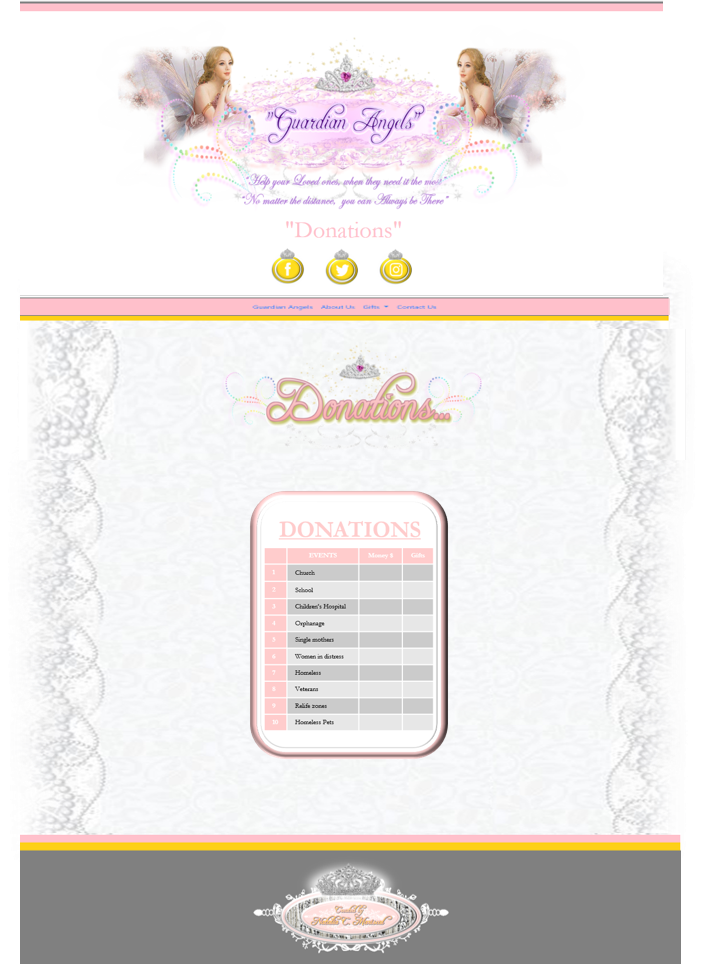 "Guardian Angels"
"Help your Loved ones, when they need it the most"
"No matter the distance, you can Always be There"
"Donations"
Guardian Angels About Us Gifts Contact Us
Donations...
DONATIONS
EVENTS Money $ Gifts
1 Church
2 School
3 Children's Hospital
4 Orphanage
5 Single mothers
6 Women in distress
7 Homeless
8 Veterans
9 Relife zones
10 Homeless Pets
Created by
C.